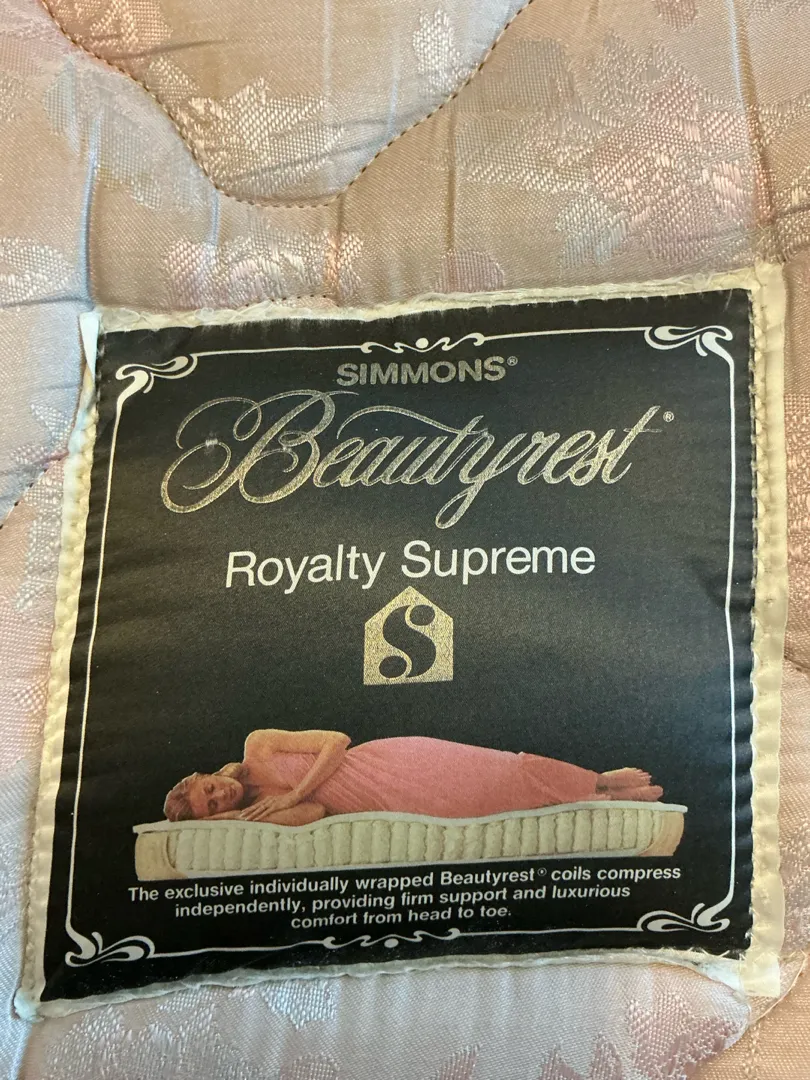 SIMMONS®
Beautyrest®
Royalty Supreme
S
The exclusive individually wrapped Beautyrest® coils compress
independently, providing firm support and luxurious
comfort from head to toe.